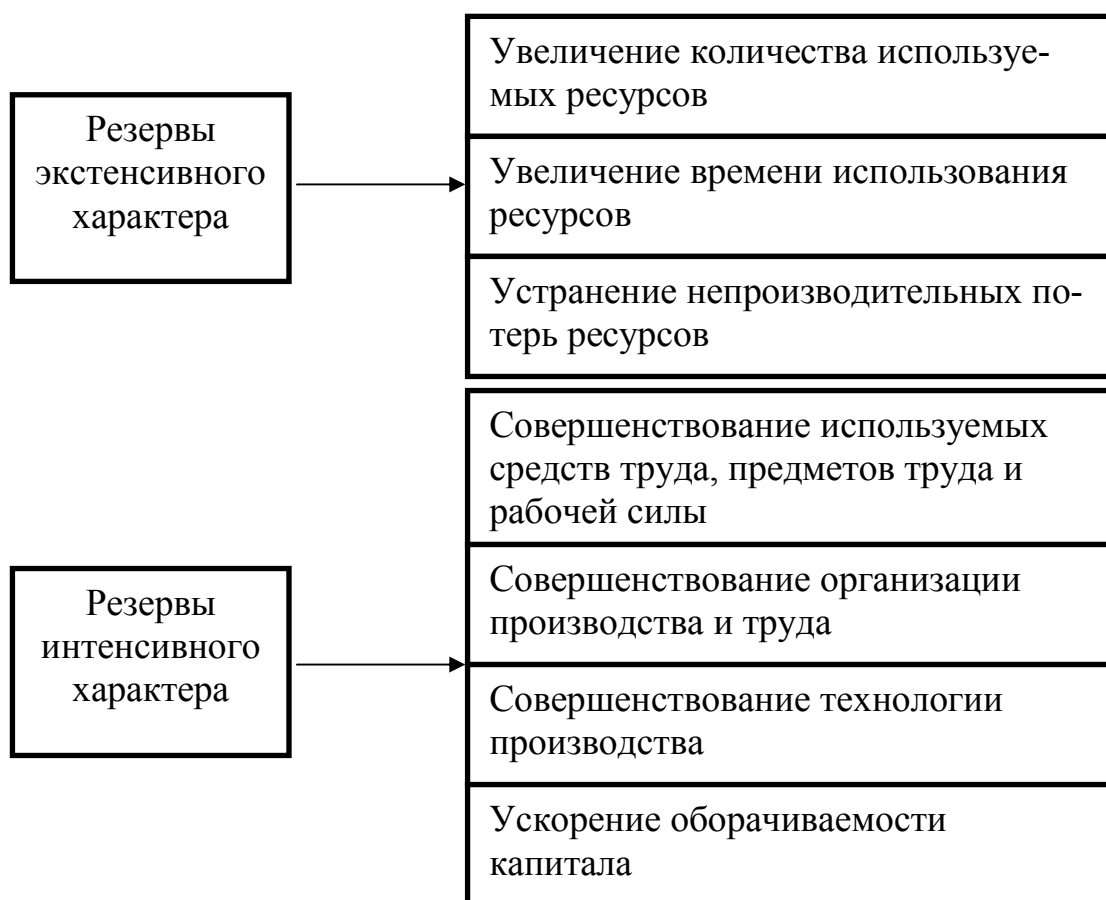 Резервы
экстенсивного
характера
Увеличение количества используе-
мых ресурсов
Увеличение времени использования
ресурсов
Устранение непроизводительных по-
терь ресурсов
Резервы
интенсивного
характера
Совершенствование используемых
средств труда, предметов труда и
рабочей силы
Совершенствование организации
производства и труда
Совершенствование технологии
производства
Ускорение оборачиваемости
капитала